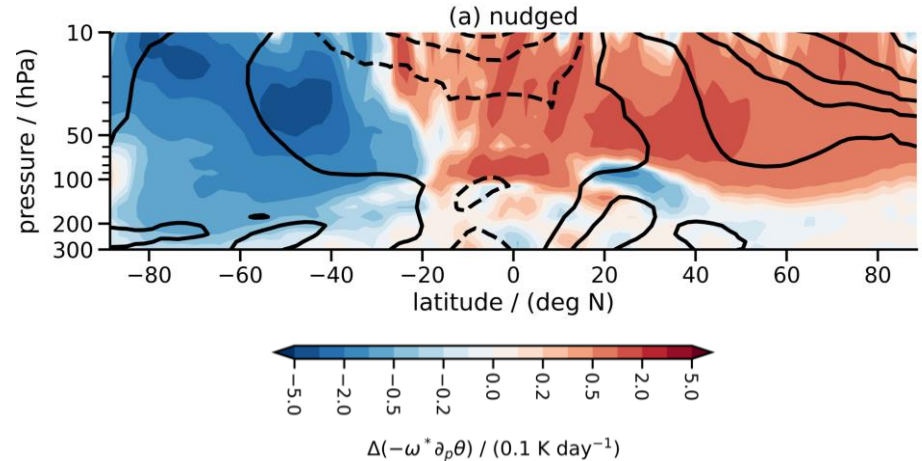 (a) nudged
pressure / (hPa)
10
50
100
200
300
−80 −60 −40 −20 0 20 40 60 80
latitude / (deg N)
−5.0 −2.0 −0.5 −0.2 0.0 0.2 0.5 2.0 5.0
Δ(−ω*∂pθ) / (0.1 K day⁻¹)